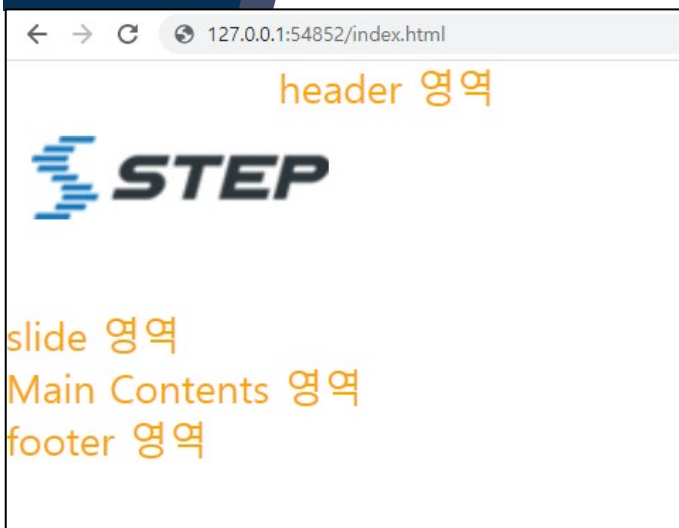 127.0.0.1:54852/index.html
header 영역
STEP
slide 영역
Main Contents 영역
footer 영역